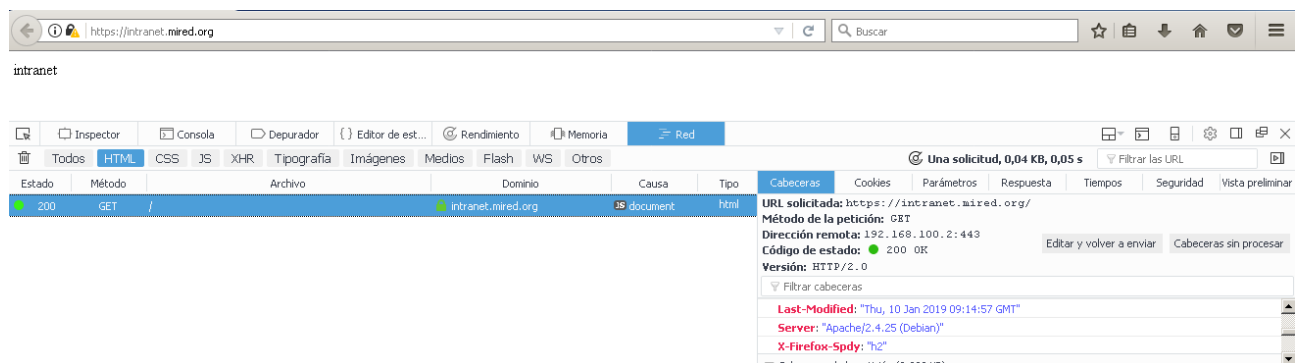 https://intranet.mired.org Buscar
intranet
Inspector Consola Depurador { } Editor de est... Rendimiento Memoria Red
Todos HTML CSS JS XHR Tipografía Imágenes Medios Flash WS Otros Una solicitud, 0,04 KB, 0,05 s Filtrar las URL
Estado Método Archivo Dominio Causa Tipo Cabeceras Cookies Parámetros Respuesta Tiempos Seguridad Vista preliminar
200 GET / intranet.mired.org JS document html
URL solicitada: https://intranet.mired.org/
Método de la petición: GET
Dirección remota: 192.168.100.2:443
Código de estado: 200 OK Editar y volver a enviar Cabeceras sin procesar
Versión: HTTP/2.0
Filtrar cabeceras
Last-Modified: "Thu, 10 Jan 2019 09:14:57 GMT"
Server: "Apache/2.4.25 (Debian)"
X-Firefox-Spdy: "h2"